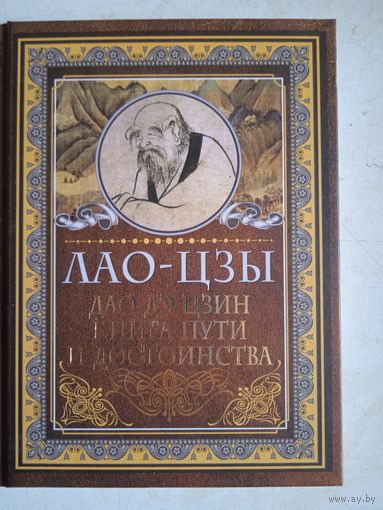 ЛАО-ЦЗЫ
ДАО ДЭ ЦЗИН
КНИГА ПУТИ
И ДОСТОИНСТВА
www.ay.by